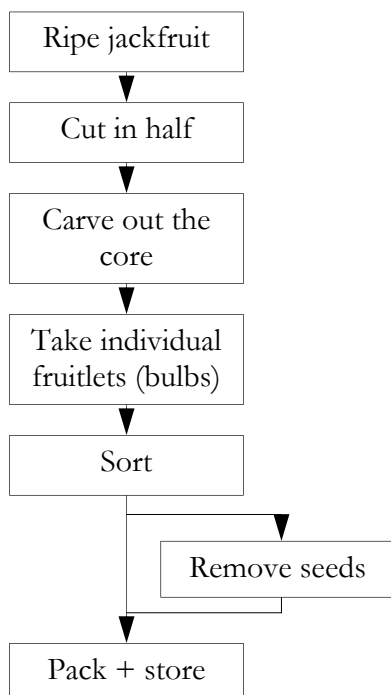 Ripe jackfruit
Cut in half
Carve out the
core
Take individual
fruitlets (bulbs)
Sort
Remove seeds
Pack + store